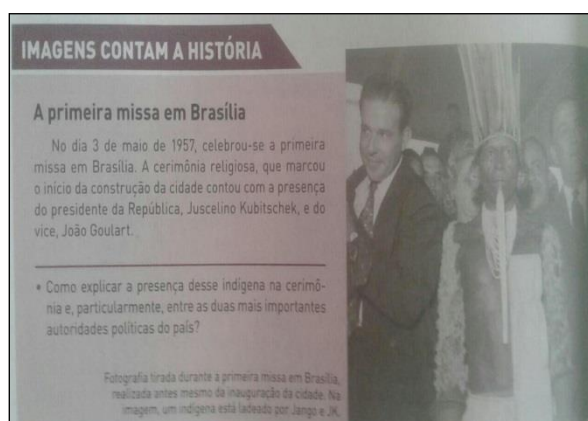 IMAGENS CONTAM A HISTÓRIA
A primeira missa em Brasília
No dia 3 de maio de 1957, celebrou-se a primeira
missa em Brasília. A cerimônia religiosa, que marcou
o início da construção da cidade contou com a presença
do presidente da República, Juscelino Kubitschek, e do
vice, João Goulart.
• Como explicar a presença desse indígena na cerimô-
nia e, particularmente, entre as duas mais importantes
autoridades políticas do país?
Fotografia tirada durante a primeira missa em Brasília,
realizada antes mesmo da inauguração da cidade. Na
imagem, um indígena está ladeado por Jango e JK.